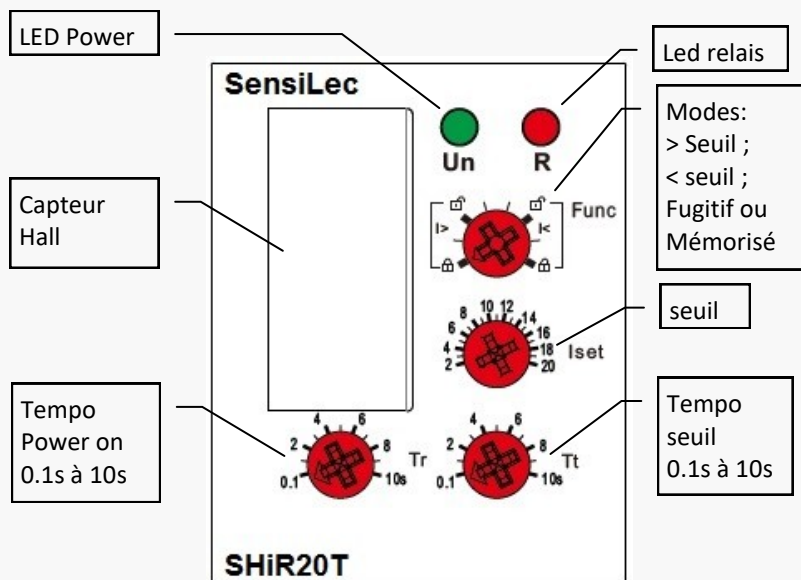 LED Power
Led relais
SensiLec
Un
R
Modes:
> Seuil ;
< seuil ;
Fugitif ou
Mémorisé
Func
I>
I<
Capteur
Hall
seuil
2
4
6
8
10
12
14
16
18
20
Iset
Tempo
Power on
0.1s à 10s
0.1
2
4
6
8
10s
Tr
0.1
2
4
6
8
10s
Tt
Tempo
seuil
0.1s à 10s
SHiR20T